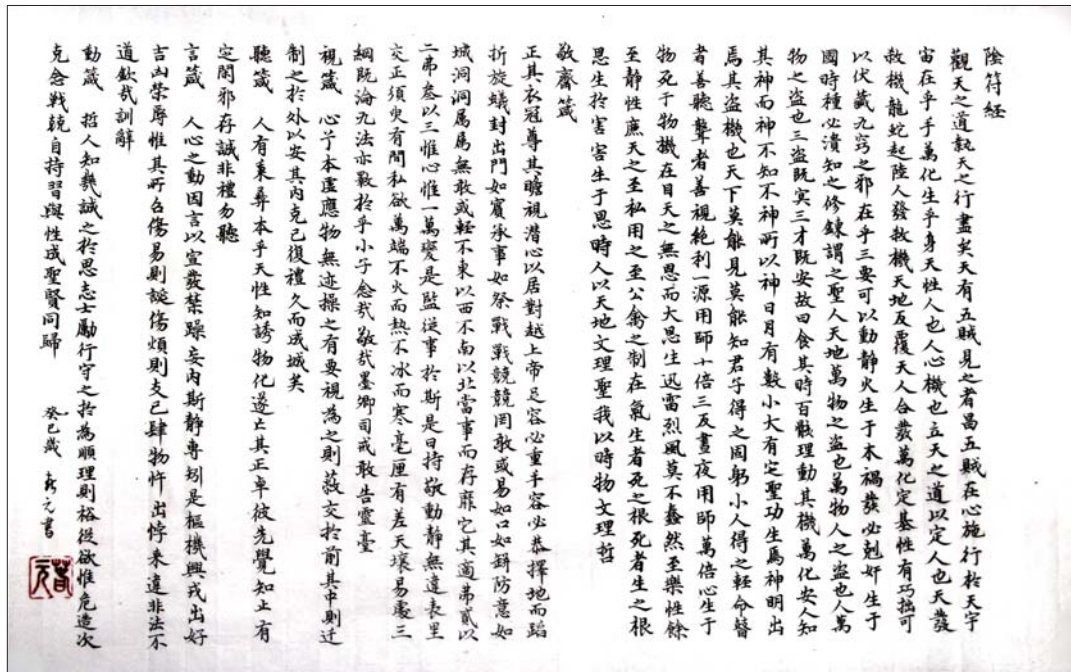 陰符經
觀天之道執天之行盡矣天有五賊見之者昌五賊在心施行於天宇
宙在乎手萬化生乎身天性人也人心機也立天之道以定人也天發
殺機龍蛇起陸人發殺機天地反覆天人合發萬化定基性有巧拙可
以伏藏九竅之邪在乎三要可以動靜火生于木禍發必剋奸生于
國時種必潰知之修鍊謂之聖人天地萬物之盜也萬物人之盜也人萬
物之盜也三盜既冥三才既安故曰食其時百骸理動其機萬化安人知
其神而神不知不神所以神日月有數小大有定聖功生焉神明出
焉其盜機也天下莫能見莫能知君子得之固躬小人得之輕命瞽
者善聽聾者善視絶利一源用師十倍三反晝夜用師萬倍心生于
物死于物機在目天之無恩而大恩生迅雷烈風莫不蠢然至樂性餘
至靜性廉天之至私用之至公禽之制在氣生者死之根死者生之根
恩生於害害生于恩時人以天地文理聖我以時物文理哲
敬齋箴
正其衣冠尊其瞻視潛心以居對越上帝足容必重手容必恭擇地而蹈
折旋蟻封出門如賓承事如祭戰戰競競罔敢或易如口如缾防意如
城洞洞属属無敢或輕不東以西不南以北當事而存靡它其適弗貳以
二弗叁以三惟心惟一萬變是監從事於斯是曰持敬動靜無違表里
交正須臾有間私欲萬端不火而熱不冰而寒毫厘有差天壤易處三
綱既淪九法亦斁於乎小子念哉敬哉墨卿司戒敢告靈臺
視箴　心兮本虛應物無迹操之有要視為之則蔽交於前其中則迁
制之於外以安其内克己復禮久而成城矣
聽箴　人有秉彝本乎天性知誘物化遂亡其正卓彼先覺知止有
定閑邪存誠非禮勿聽
言箴　人心之動因言以宣發禁躁妄内斯靜專矧是樞機興戎出好
吉凶榮辱惟其所召傷易則誕傷煩則支己肆物忤出悖来違非法不
道欽哉訓辭
動箴　哲人知幾誠之於思志士勵行守之於為順理則裕從欲惟危造次
克念戰兢自持習與性成聖賢同歸　癸巳歲　元書